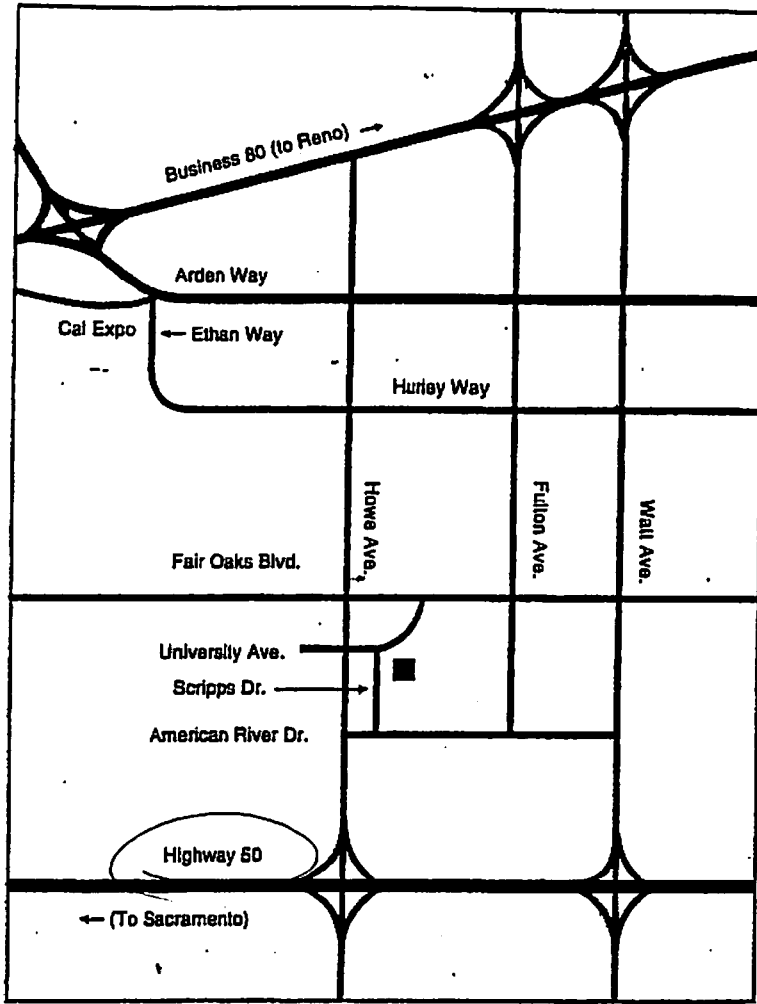 Business 80 (to Reno) →
Arden Way
Cal Expo
← Ethan Way
Hurley Way
Howe Ave.
Fulton Ave.
Watt Ave.
Fair Oaks Blvd.
University Ave.
Scripps Dr.
American River Dr.
Highway 50
← (To Sacramento)